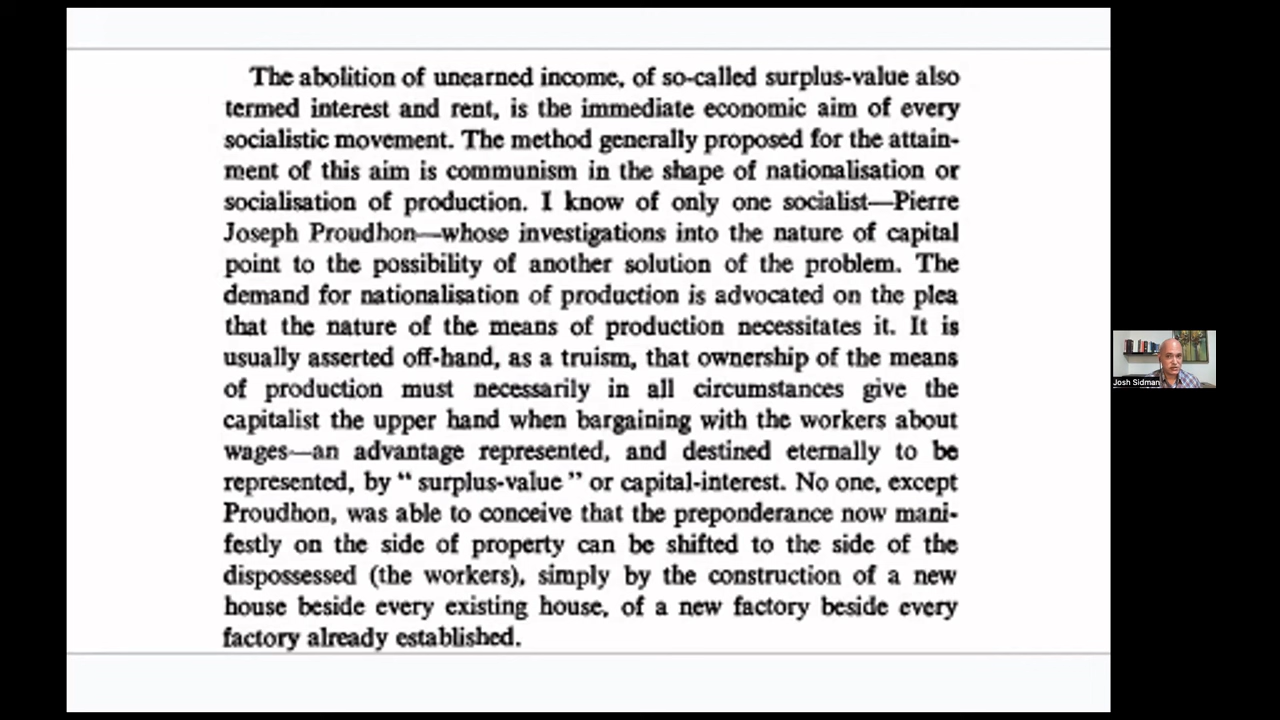 The abolition of unearned income, of so-called surplus-value also
termed interest and rent, is the immediate economic aim of every
socialistic movement. The method generally proposed for the attain-
ment of this aim is communism in the shape of nationalisation or
socialisation of production. I know of only one socialist—Pierre
Joseph Proudhon—whose investigations into the nature of capital
point to the possibility of another solution of the problem. The
demand for nationalisation of production is advocated on the plea
that the nature of the means of production necessitates it. It is
usually asserted off-hand, as a truism, that ownership of the means
of production must necessarily in all circumstances give the
capitalist the upper hand when bargaining with the workers about
wages—an advantage represented, and destined eternally to be
represented, by “ surplus-value ” or capital-interest. No one, except
Proudhon, was able to conceive that the preponderance now mani-
festly on the side of property can be shifted to the side of the
dispossessed (the workers), simply by the construction of a new
house beside every existing house, of a new factory beside every
factory already established.
Josh Sidman